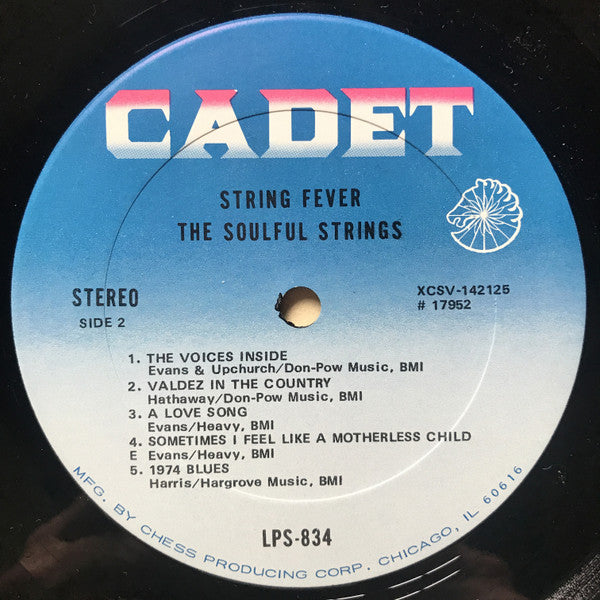 CADET
STRING FEVER
THE SOULFUL STRINGS
STEREO
SIDE 2
XCSV-142125
# 17952
1. THE VOICES INSIDE
Evans & Upchurch/Don-Pow Music, BMI
2. VALDEZ IN THE COUNTRY
Hathaway/Don-Pow Music, BMI
3. A LOVE SONG
Evans/Heavy, BMI
4. SOMETIMES I FEEL LIKE A MOTHERLESS CHILD
E Evans/Heavy, BMI
5. 1974 BLUES
Harris/Hargrove Music, BMI
LPS-834
MFG. BY CHESS PRODUCING CORP. CHICAGO, IL 60616